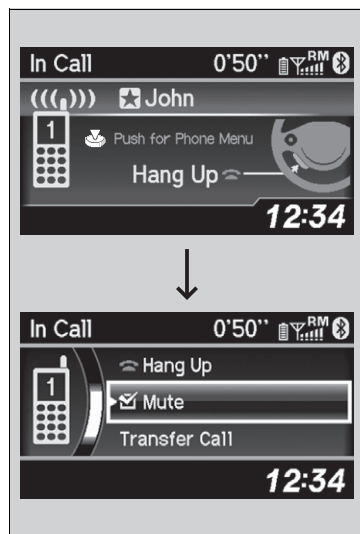 In Call 0'50" RM
John
1
Push for Phone Menu
Hang Up
12:34
In Call 0'50" RM
Hang Up
1
Mute
Transfer Call
12:34